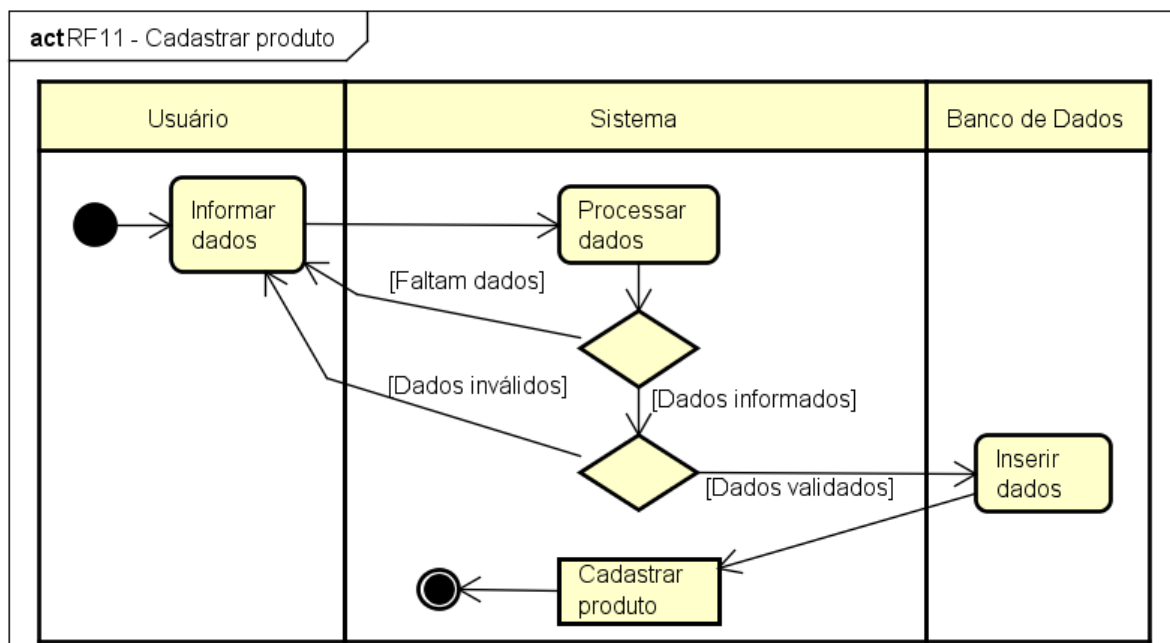 act RF11 - Cadastrar produto
Usuário
Sistema
Banco de Dados
Informar
dados
Processar
dados
[Faltam dados]
[Dados inválidos]
[Dados informados]
[Dados validados]
Inserir
dados
Cadastrar
produto